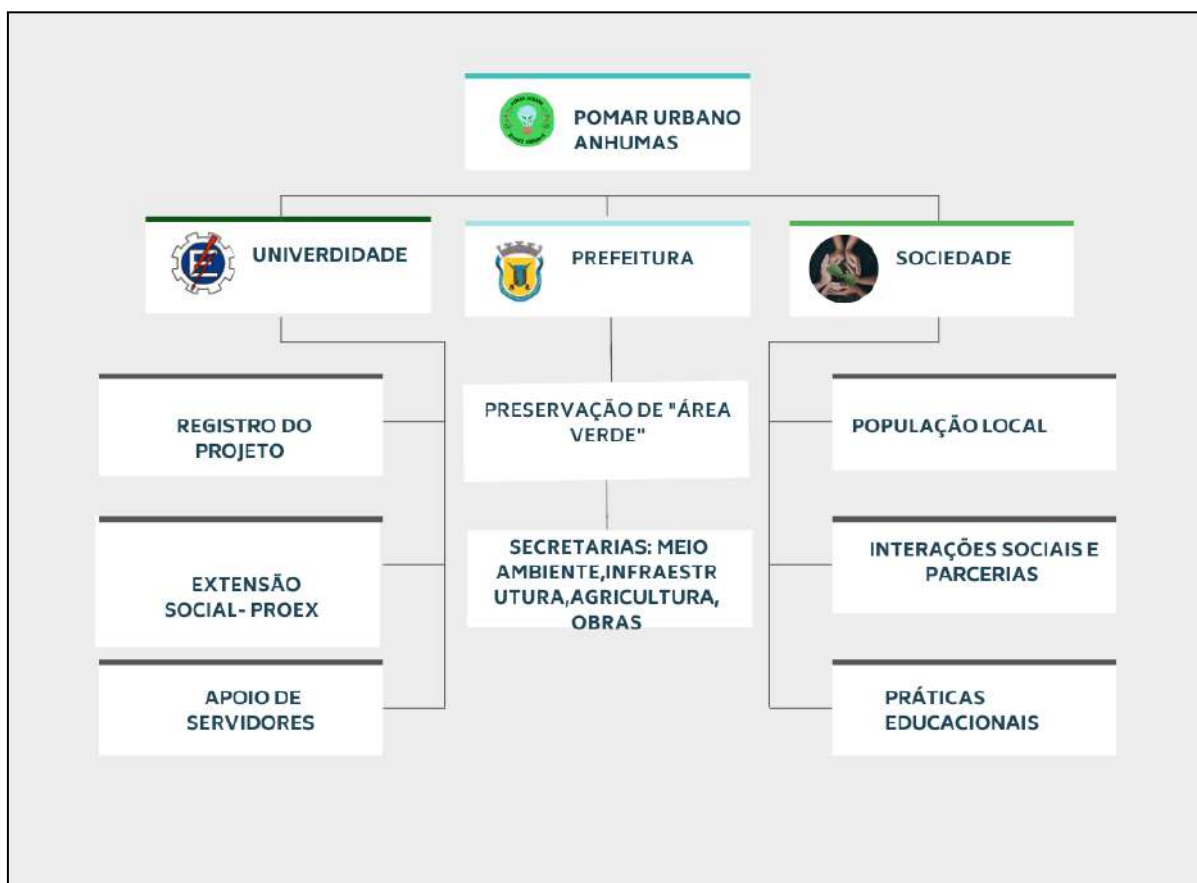 POMAR URBANO
ANHUMAS
UNIVERDIDADE
PREFEITURA
SOCIEDADE
REGISTRO DO
PROJETO
PRESERVAÇÃO DE "ÁREA
VERDE"
POPULAÇÃO LOCAL
EXTENSÃO
SOCIAL- PROEX
SECRETARIAS: MEIO
AMBIENTE,INFRAESTR
UTURA,AGRICULTURA,
OBRAS
INTERAÇÕES SOCIAIS E
PARCERIAS
APOIO DE
SERVIDORES
PRÁTICAS
EDUCACIONAIS